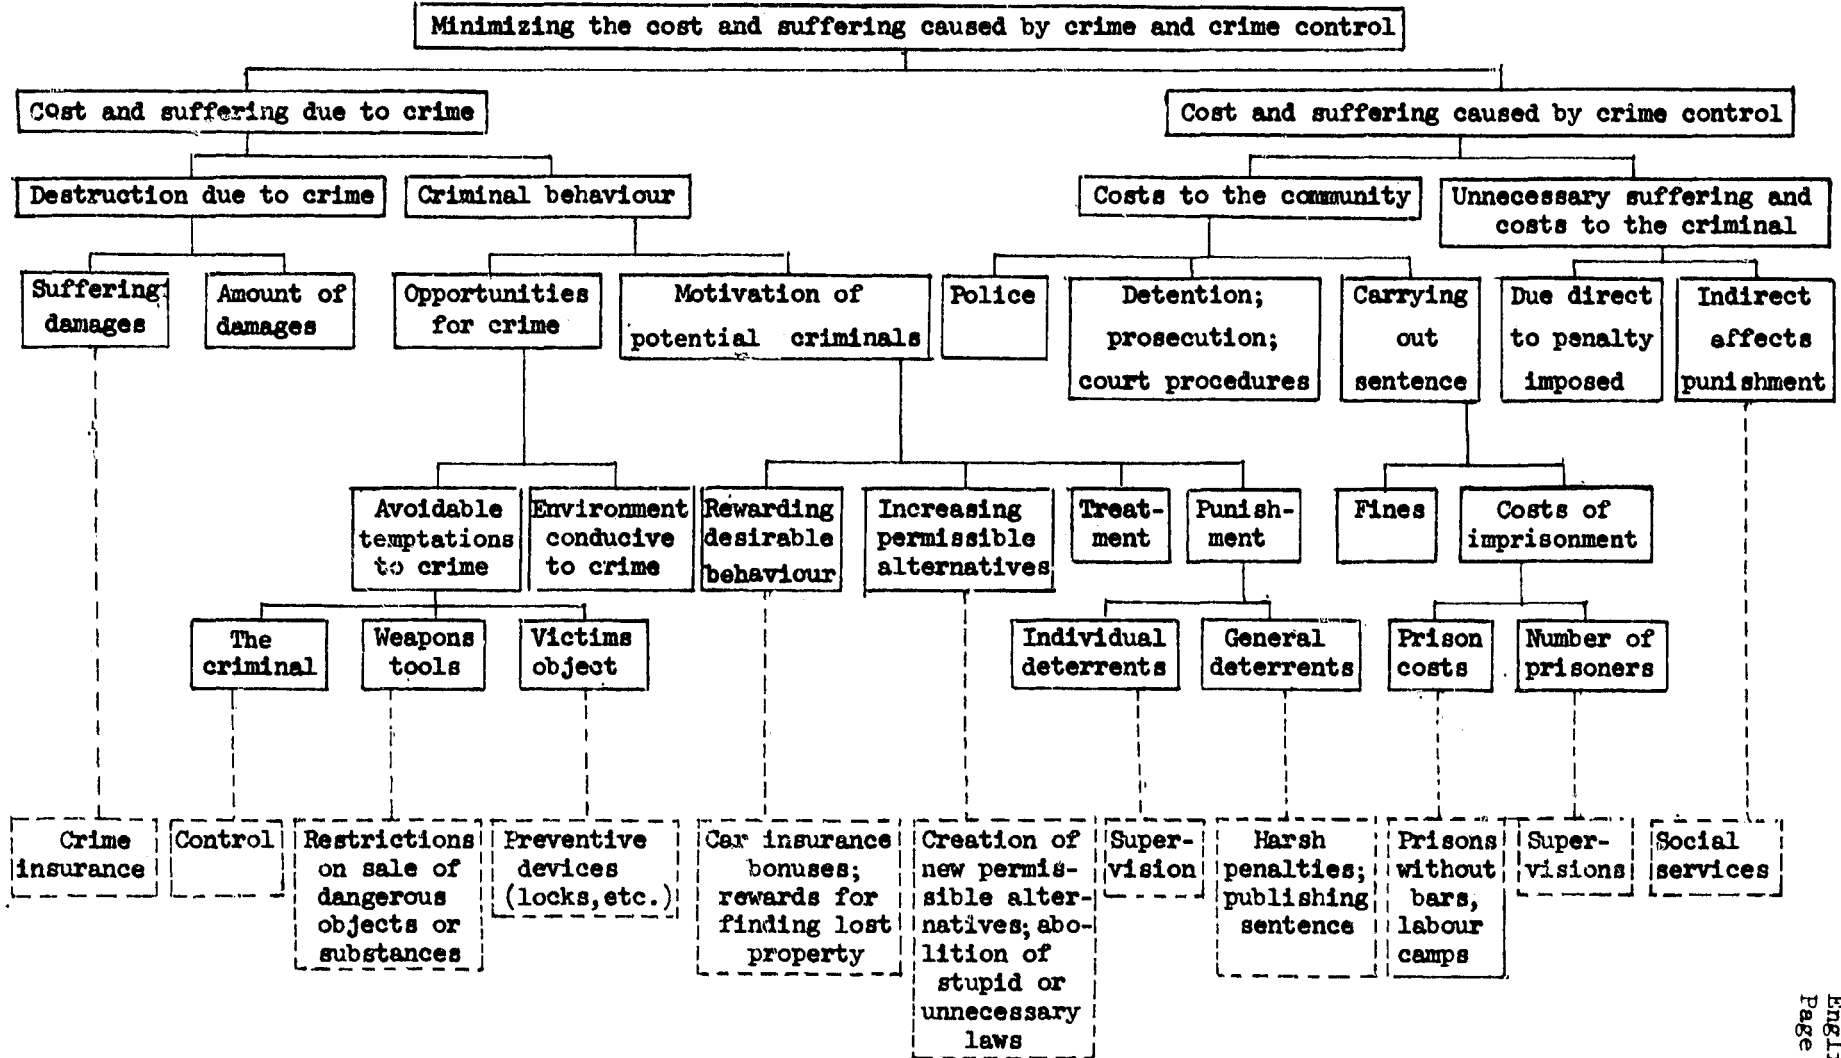 Minimizing the cost and suffering caused by crime and crime control
Cost and suffering due to crime
Cost and suffering caused by crime control
Destruction due to crime
Criminal behaviour
Costs to the community
Unnecessary suffering and
costs to the criminal
Suffering
damages
Amount of
damages
Opportunities
for crime
Motivation of
potential criminals
Police
Detention;
prosecution;
court procedures
Carrying
out
sentence
Due direct
to penalty
imposed
Indirect
affects
punishment
Avoidable
temptations
to crime
Environment
conducive
to crime
Rewarding
desirable
behaviour
Increasing
permissible
alternatives
Treat-
ment
Punish-
ment
Fines
Costs of
imprisonment
The
criminal
Weapons
tools
Victims
object
Individual
deterrents
General
deterrents
Prison
costs
Number of
prisoners
Crime
insurance
Control
Restrictions
on sale of
dangerous
objects or
substances
Preventive
devices
(locks,etc.)
Car insurance
bonuses;
rewards for
finding lost
property
Creation of
new permis-
sible alter-
natives; abo-
lition of
stupid or
unnecessary
laws
Super-
vision
Harsh
penalties;
publishing
sentence
Prisons
without
bars,
labour
camps
Super-
visions
Social
services
Page